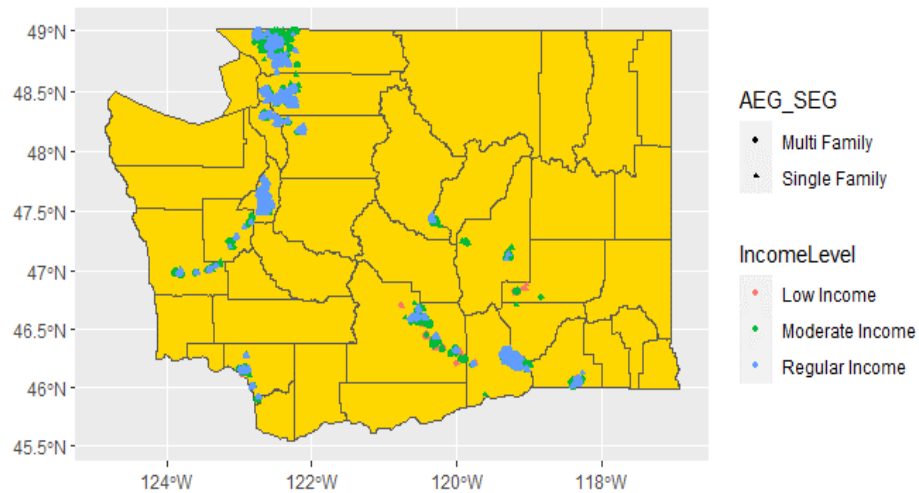 49°N
48.5°N
48°N
47.5°N
47°N
46.5°N
46°N
45.5°N
124°W
122°W
120°W
118°W
AEG_SEG
Multi Family
Single Family
IncomeLevel
Low Income
Moderate Income
Regular Income